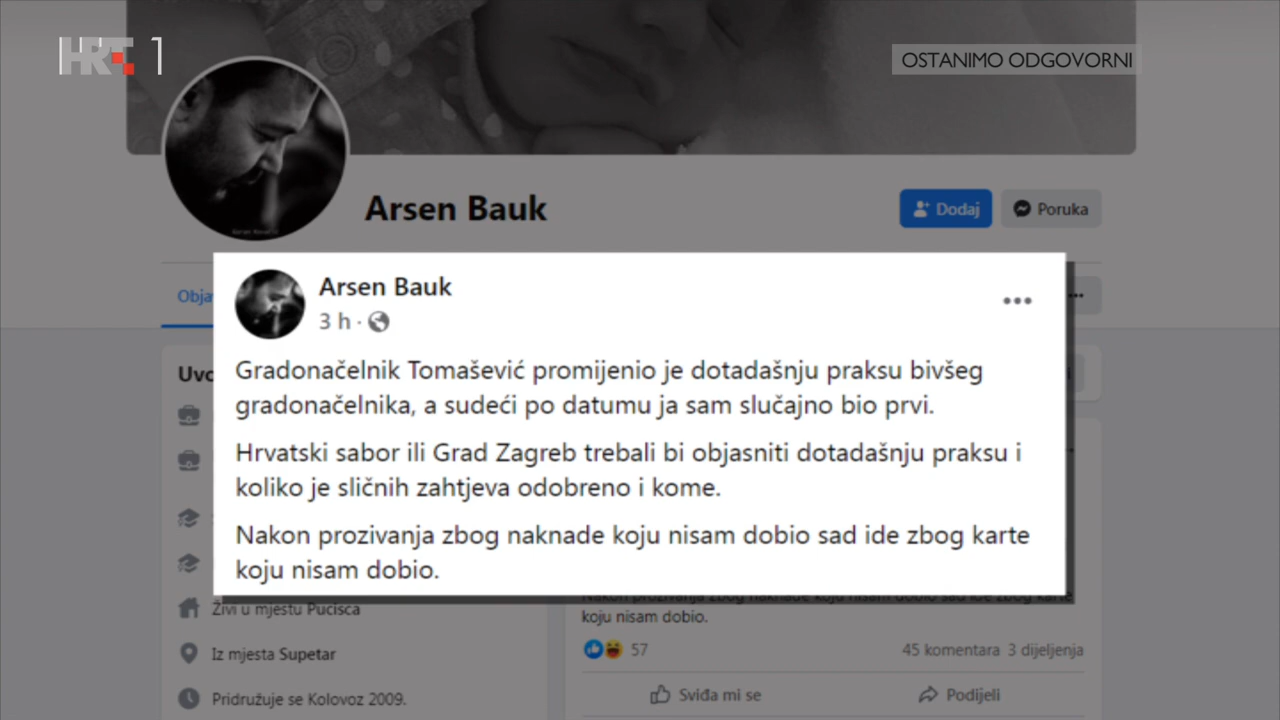 HRT 1
OSTANIMO ODGOVORNI
Arsen Bauk
Dodaj
Poruka
Obja
Arsen Bauk
3 h ·
Gradonačelnik Tomašević promijenio je dotadašnju praksu bivšeg
gradonačelnika, a sudeći po datumu ja sam slučajno bio prvi.
Hrvatski sabor ili Grad Zagreb trebali bi objasniti dotadašnju praksu i
koliko je sličnih zahtjeva odobreno i kome.
Nakon prozivanja zbog naknade koju nisam dobio sad ide zbog karte
koju nisam dobio.
Uvo
Živi u mjestu Pucisca
Iz mjesta Supetar
Pridružuje se Kolovoz 2009.
Nakon prozivanja zbog naknade koju nisam dobio sad ide zbog karte
koju nisam dobio.
57
45 komentara 3 dijeljenja
Sviđa mi se
Podijeli